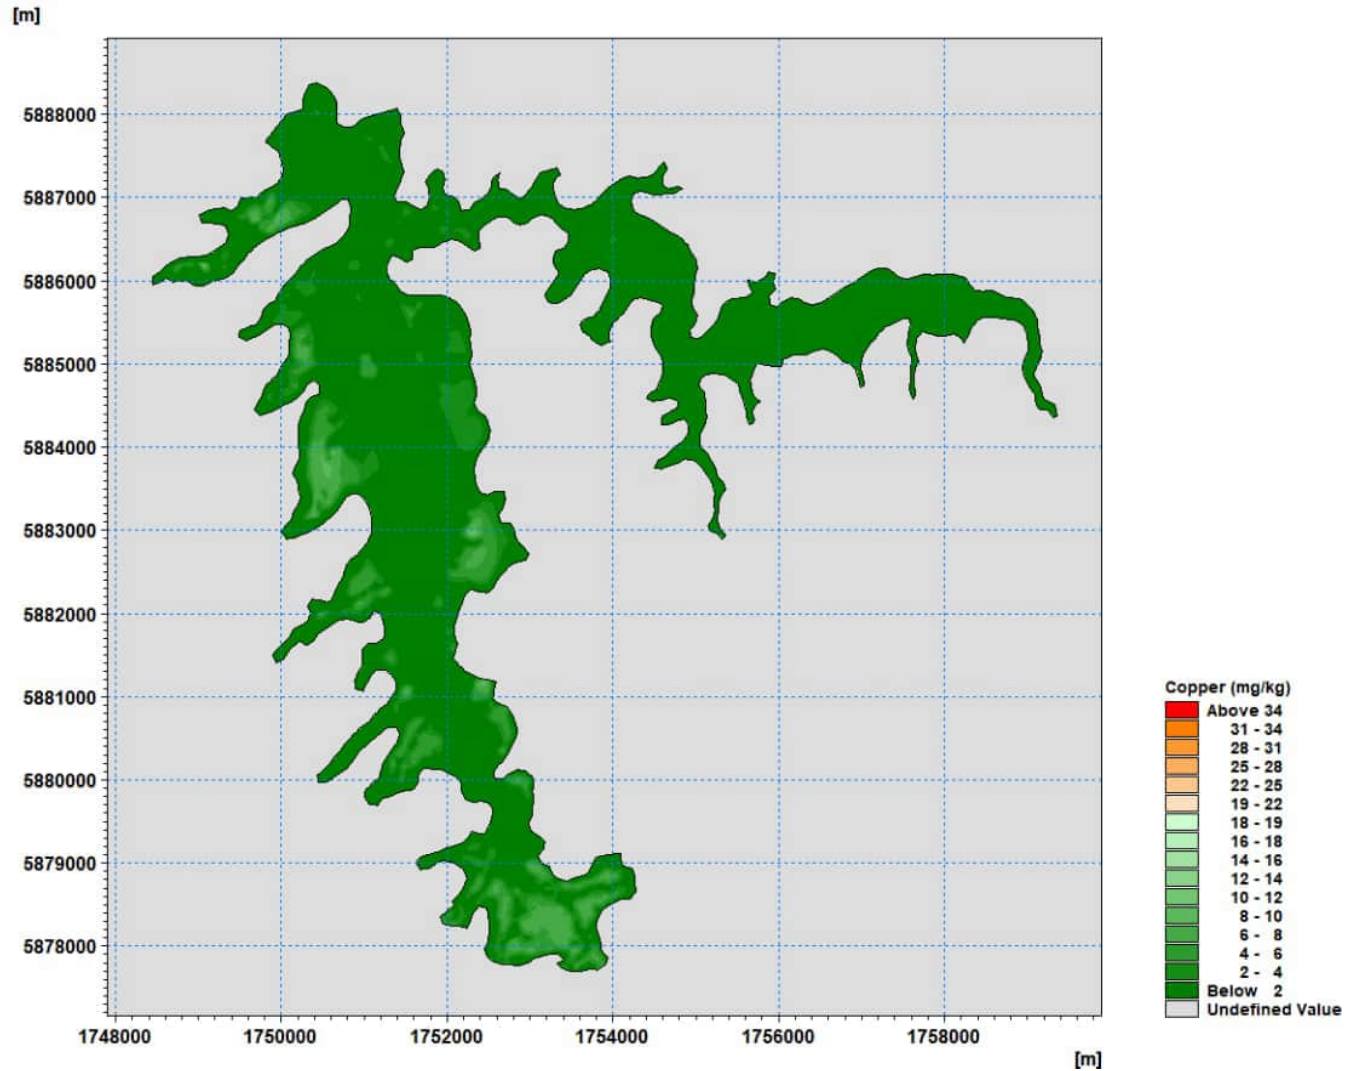 [m]
5888000
5887000
5886000
5885000
5884000
5883000
5882000
5881000
5880000
5879000
5878000
1748000 1750000 1752000 1754000 1756000 1758000
[m]
Copper (mg/kg)
Above 34
31 - 34
28 - 31
25 - 28
22 - 25
19 - 22
18 - 19
16 - 18
14 - 16
12 - 14
10 - 12
8 - 10
6 - 8
4 - 6
2 - 4
Below 2
Undefined Value